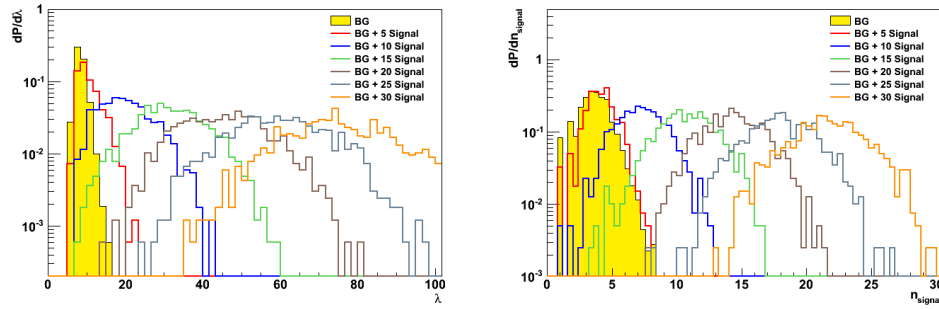 dP/dλ
1
10⁻¹
10⁻²
10⁻³
0 20 40 60 80 100
λ
BG
BG + 5 Signal
BG + 10 Signal
BG + 15 Signal
BG + 20 Signal
BG + 25 Signal
BG + 30 Signal
dP/dn_signal
1
10⁻¹
10⁻²
10⁻³
0 5 10 15 20 25 30
n_signal
BG
BG + 5 Signal
BG + 10 Signal
BG + 15 Signal
BG + 20 Signal
BG + 25 Signal
BG + 30 Signal